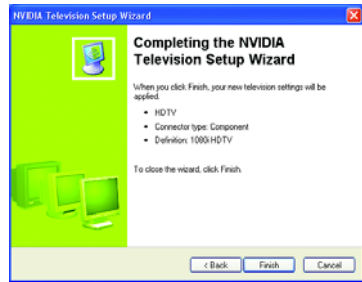 NVIDIA Television Setup Wizard
Completing the NVIDIA
Television Setup Wizard
When you click Finish, your new television settings will be
applied.
• HDTV
• Connector type: Component
• Definition: 1080i HDTV
To close the wizard, click Finish.
< Back
Finish
Cancel